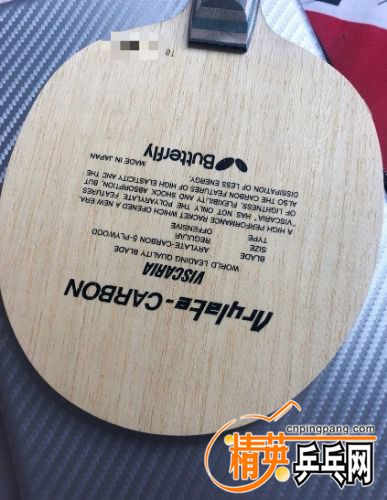 Arylate-CARBON
VISCARIA
WORLD LEADING QUALITY BLADE
BLADE ARYLATE-CARBON 5-PLYWOOD
SIZE REGULAR
TYPE OFFENSIVE
A HIGH PERFORMANCE RACKET WHICH OPENED A NEW ERA.
"VISCARIA" HAS NOT ONLY THE POLYARYLATE FEATURES
OF LIGHTNESS, FLEXIBILITY AND SHOCK ABSORPTION, BUT
ALSO THE CARBON FEATURES OF HIGH ELASTICITY AND THE
DISSIPATION OF LESS ENERGY.
Butterfly MADE IN JAPAN
www.cnpingpang.com
精英乒乓网